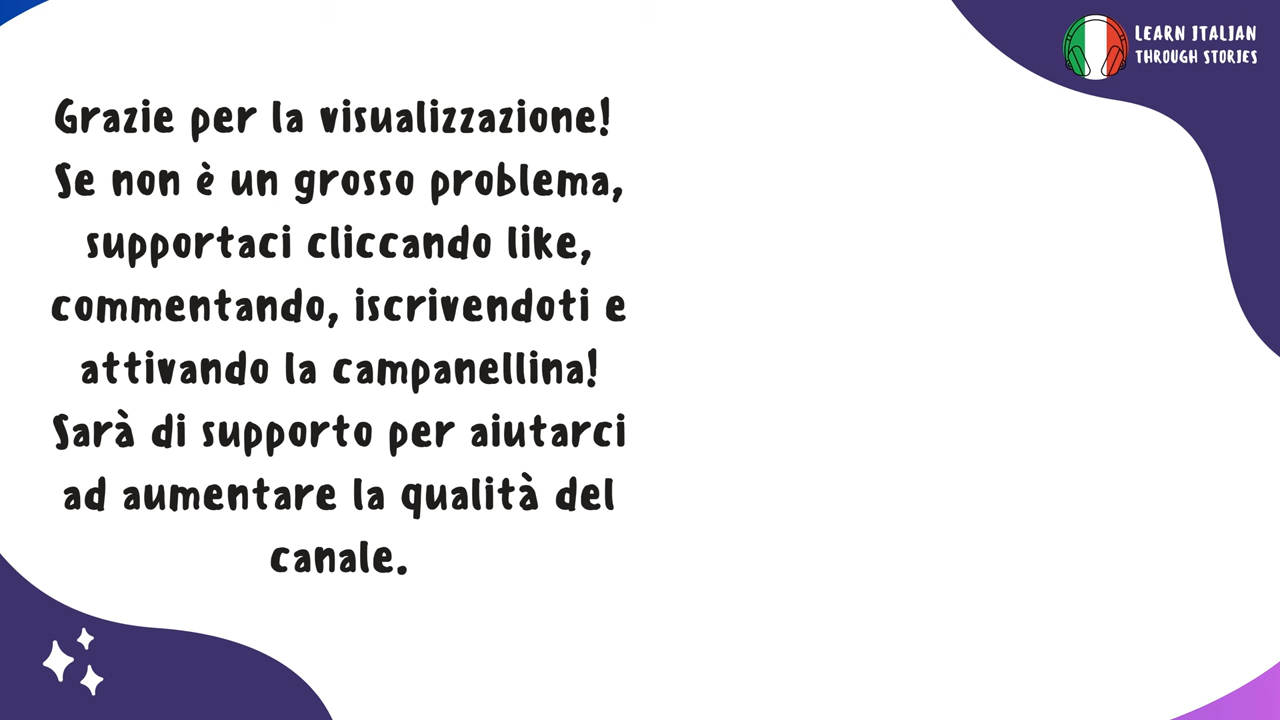 LEARN ITALIAN
THROUGH STORIES
Grazie per la visualizzazione!
Se non è un grosso problema,
supportaci cliccando like,
commentando, iscrivendoti e
attivando la campanellina!
Sarà di supporto per aiutarci
ad aumentare la qualità del
canale.